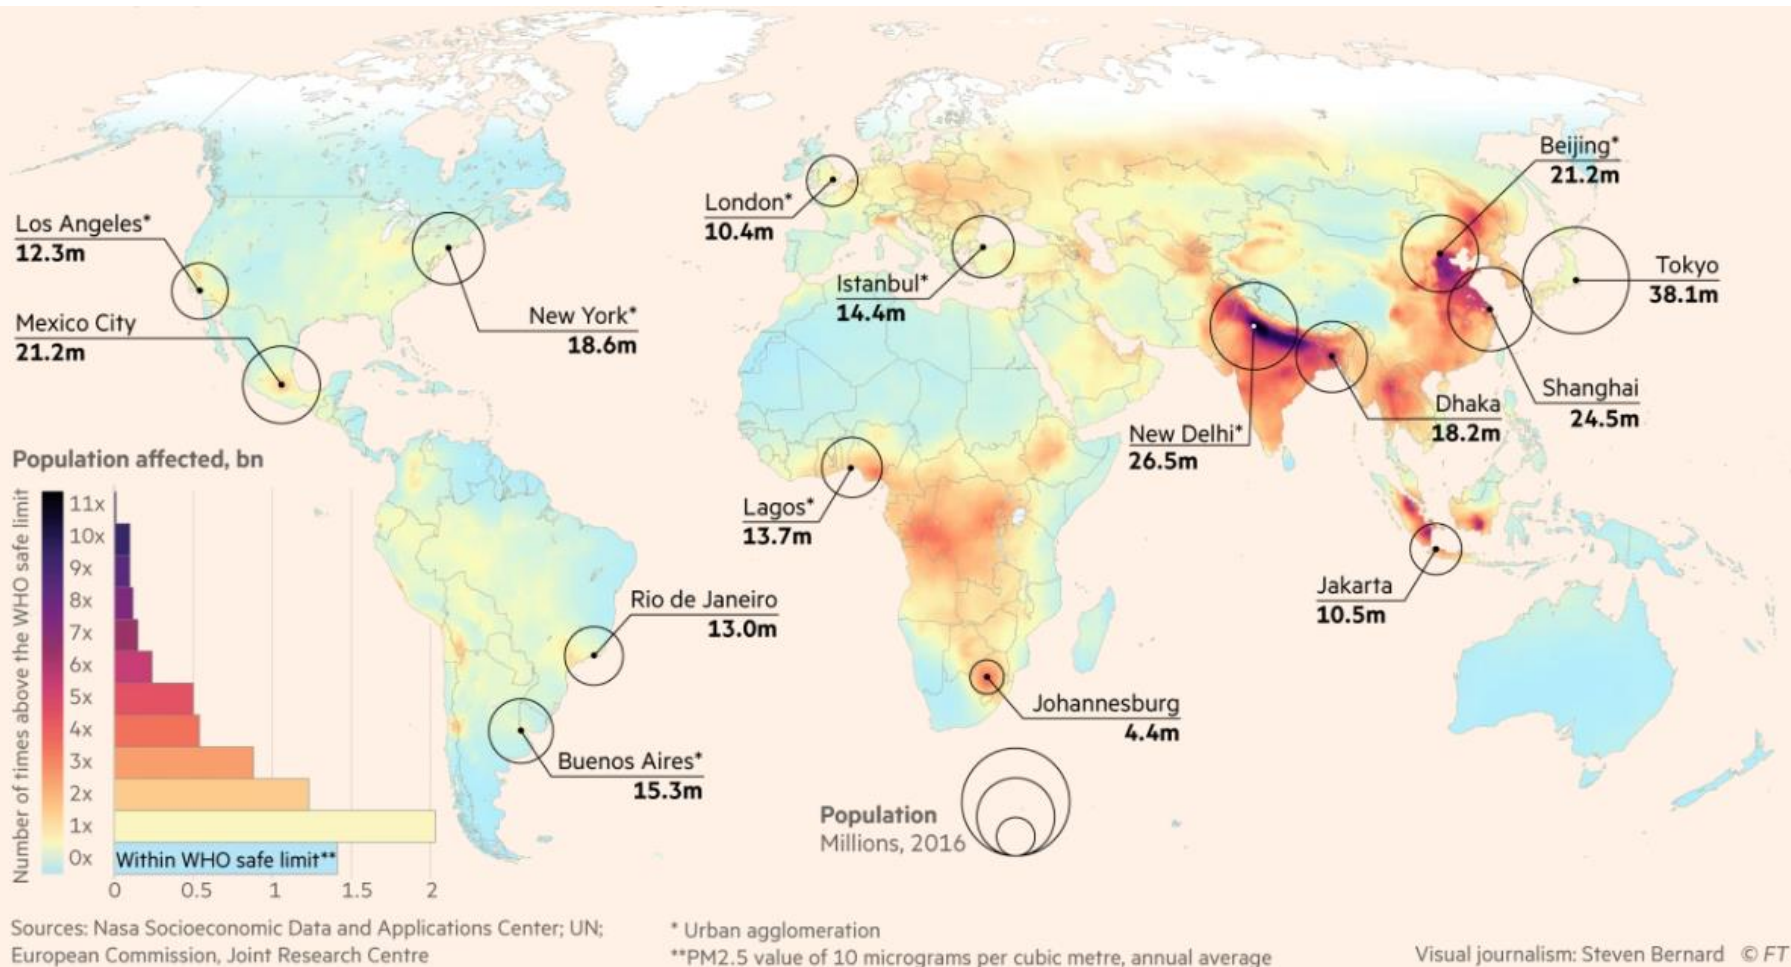 Beijing*
21.2m
London*
10.4m
Los Angeles*
12.3m
Tokyo
38.1m
Istanbul*
14.4m
New York*
18.6m
Mexico City
21.2m
Shanghai
24.5m
Dhaka
18.2m
New Delhi*
26.5m
Lagos*
13.7m
Jakarta
10.5m
Rio de Janeiro
13.0m
Johannesburg
4.4m
Buenos Aires*
15.3m
Population affected, bn
Number of times above the WHO safe limit
11x
10x
9x
8x
7x
6x
5x
4x
3x
2x
1x
0x
Within WHO safe limit**
0 0.5 1 1.5 2
Population
Millions, 2016
Sources: Nasa Socioeconomic Data and Applications Center; UN;
European Commission, Joint Research Centre
* Urban agglomeration
**PM2.5 value of 10 micrograms per cubic metre, annual average
Visual journalism: Steven Bernard © FT